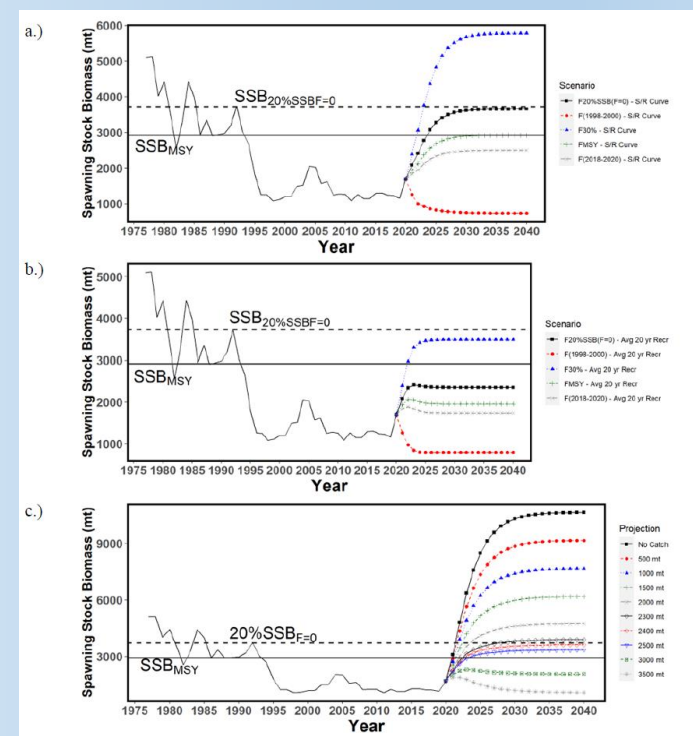 a.)
Spawning Stock Biomass (mt)
6000
5000
4000
3000
2000
1000
SSB20%SSBF=0
SSBMSY
1975 1980 1985 1990 1995 2000 2005 2010 2015 2020 2025 2030 2035 2040
Year
Scenario
F20%SSB(F=0) - S/R Curve
F(1998-2000) - S/R Curve
F30% - S/R Curve
FMSY - S/R Curve
F(2018-2020) - S/R Curve
b.)
Spawning Stock Biomass (mt)
5000
4000
3000
2000
1000
SSB20%SSBF=0
SSBMSY
1975 1980 1985 1990 1995 2000 2005 2010 2015 2020 2025 2030 2035 2040
Year
Scenario
F20%SSB(F=0) - Avg 20 yr Recr
F(1998-2000) - Avg 20 yr Recr
F30% - Avg 20 yr Recr
FMSY - Avg 20 yr Recr
F(2018-2020) - Avg 20 yr Recr
c.)
Spawning Stock Biomass (mt)
9000
6000
3000
20%SSBF=0
SSBMSY
1975 1980 1985 1990 1995 2000 2005 2010 2015 2020 2025 2030 2035 2040
Year
Projection
No Catch
500 mt
1000 mt
1500 mt
2000 mt
2300 mt
2400 mt
2500 mt
3000 mt
3500 mt